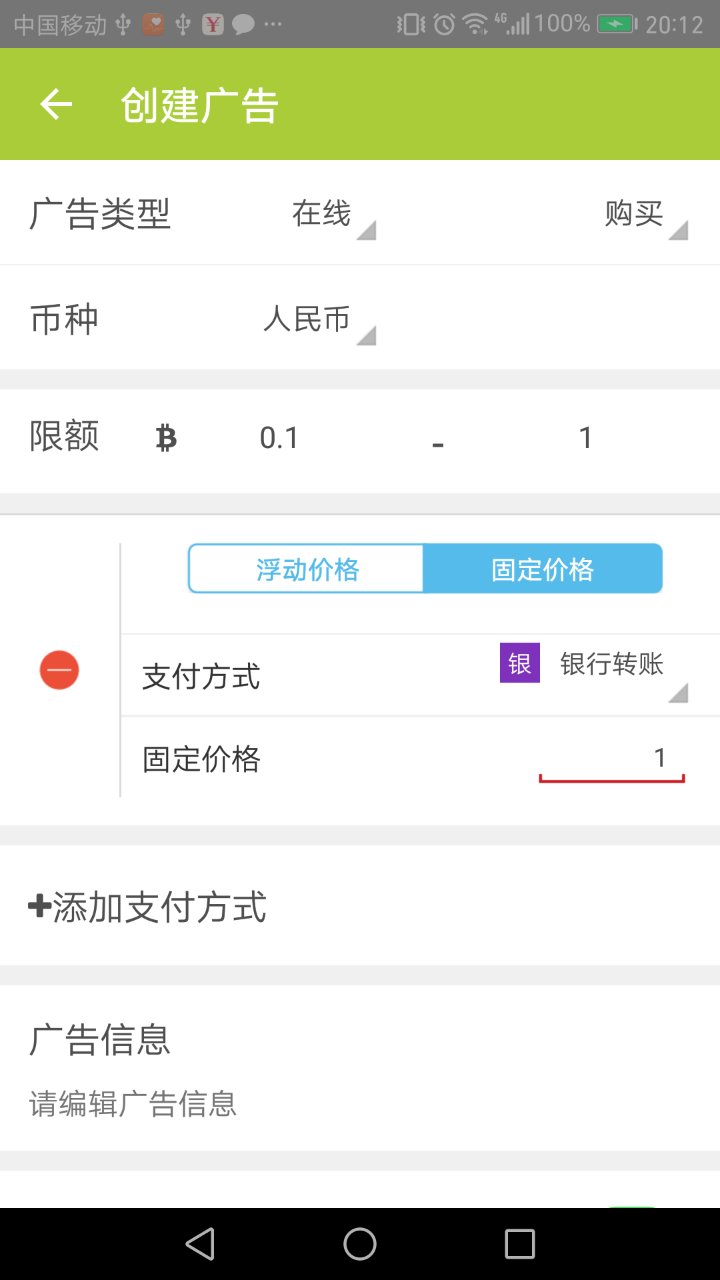 中国移动 ¥ ··· 4G 100% 20:12
创建广告
广告类型 在线 购买
币种 人民币
限额 ₿ 0.1 - 1
浮动价格 固定价格
支付方式 银 银行转账
固定价格 1
+添加支付方式
广告信息
请编辑广告信息